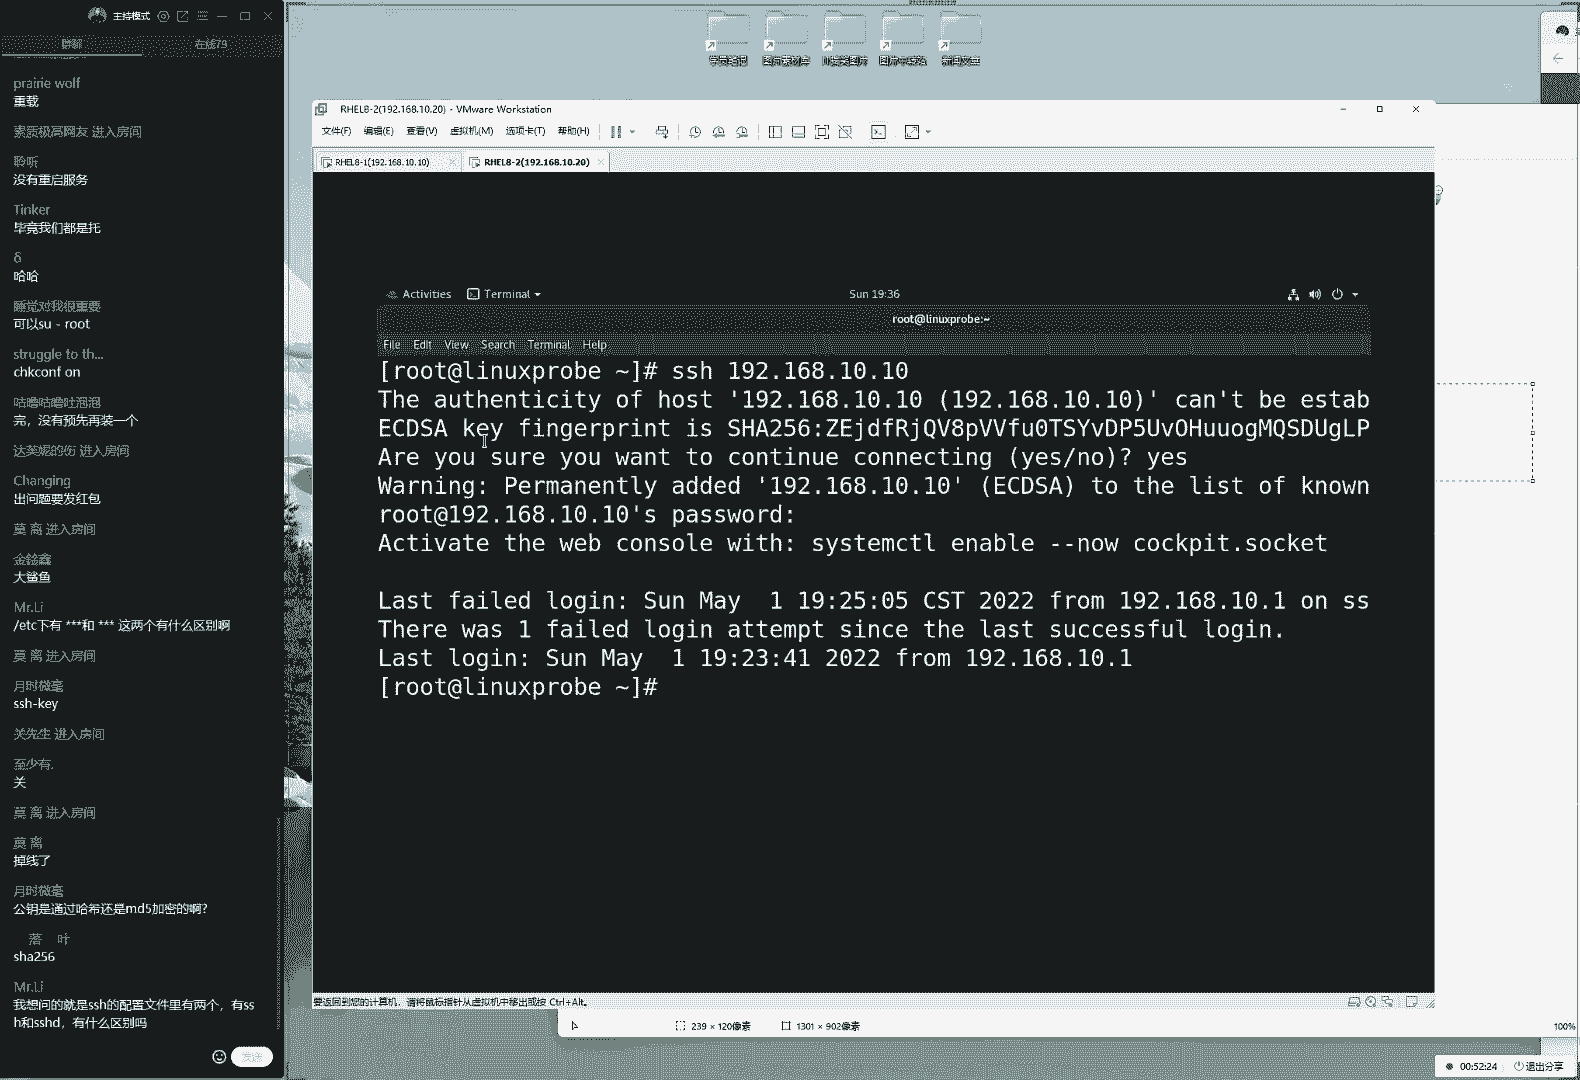 主持模式
在线79
prairie wolf
重载
素质极高网友 进入房间
聆听
没有重启服务
Tinker
毕竟我们都是托
δ
哈哈
睡觉对我很重要
可以su - root
struggle to th...
chkconf on
咕噜咕噜吐泡泡
完，没有预先再装一个
进入房间
Changing
出问题要发红包
莫 离 进入房间
金鎗鑫
大鲨鱼
Mr.Li
/etc下有 ***和 *** 这两个有什么区别啊
莫 离 进入房间
月时微毫
ssh-key
关先生 进入房间
至少有.
关
莫 离 进入房间
莫 离
掉线了
月时微毫
公钥是通过哈希还是md5加密的啊?
落 叶
sha256
Mr.Li
我想问的就是ssh的配置文件里有两个，有ss
h和sshd，有什么区别吗
发送
RHEL8-2(192.168.10.20) - VMware Workstation
文件(F) 编辑(E) 查看(V) 虚拟机(M) 选项卡(T) 帮助(H)
RHEL8-1(192.168.10.10)
RHEL8-2(192.168.10.20)
Activities Terminal
Sun 19:36
root@linuxprobe:~
File Edit View Search Terminal Help
[root@linuxprobe ~]# ssh 192.168.10.10
The authenticity of host '192.168.10.10 (192.168.10.10)' can't be estab
ECDSA key fingerprint is SHA256:ZEjdfRjQV8pVVfu0TSYvDP5UvOHuuogMQSDUgLP
Are you sure you want to continue connecting (yes/no)? yes
Warning: Permanently added '192.168.10.10' (ECDSA) to the list of known
root@192.168.10.10's password:
Activate the web console with: systemctl enable --now cockpit.socket
Last failed login: Sun May  1 19:25:05 CST 2022 from 192.168.10.1 on ss
There was 1 failed login attempt since the last successful login.
Last login: Sun May  1 19:23:41 2022 from 192.168.10.1
[root@linuxprobe ~]#
要返回到您的计算机，请将鼠标指针从虚拟机中移出或按 Ctrl+Alt。
239 × 120像素
1301 × 902像素
100%
00:52:24
退出分享